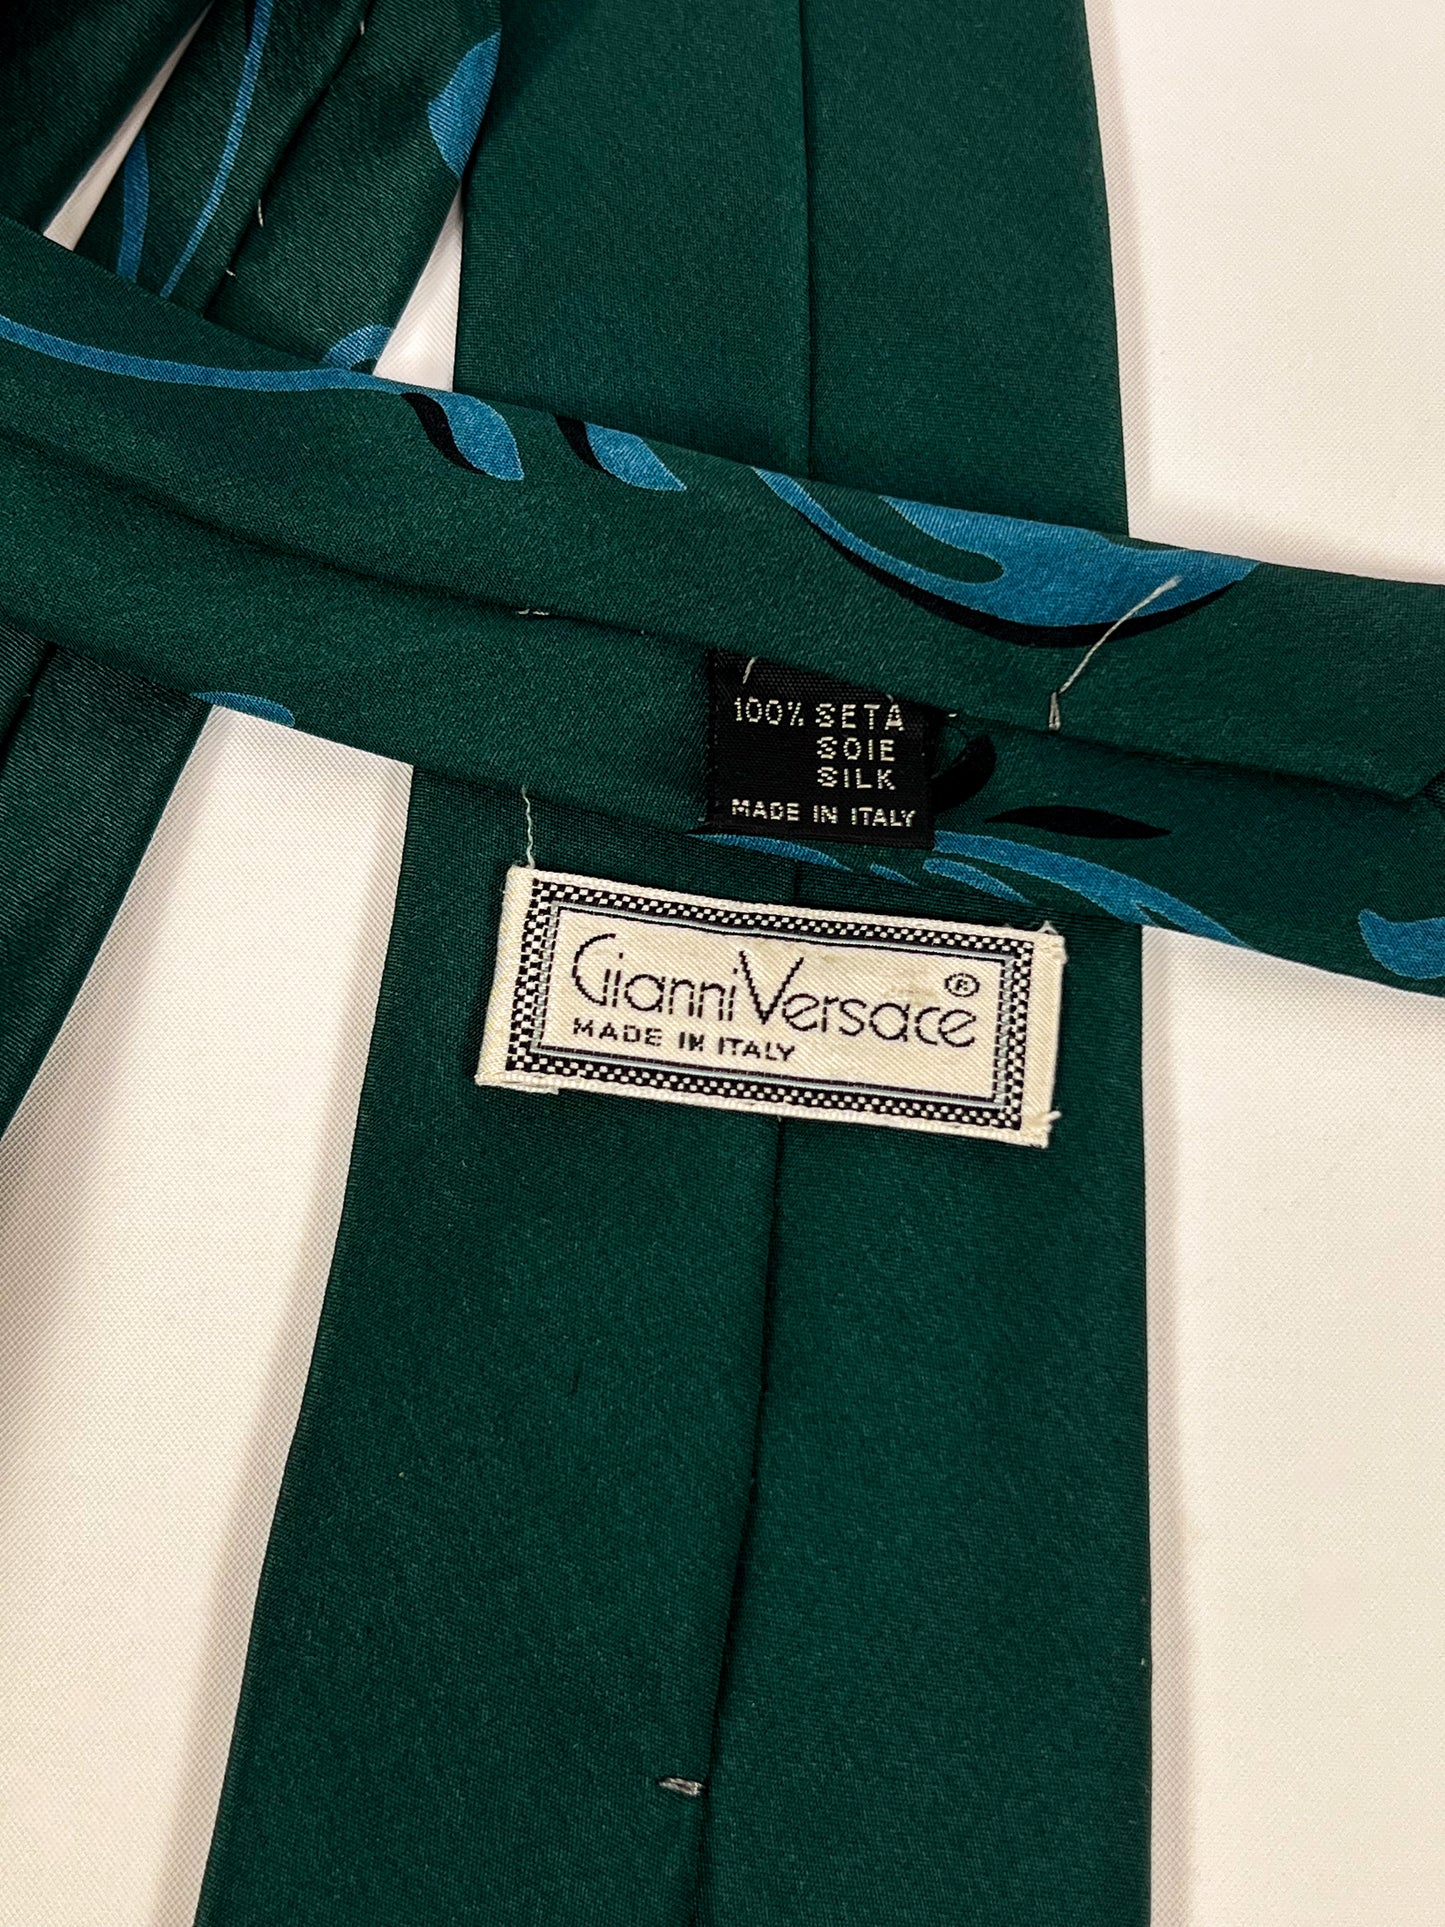 100% SETA
SOIE
SILK
MADE IN ITALY
Gianni Versace ®
MADE IN ITALY